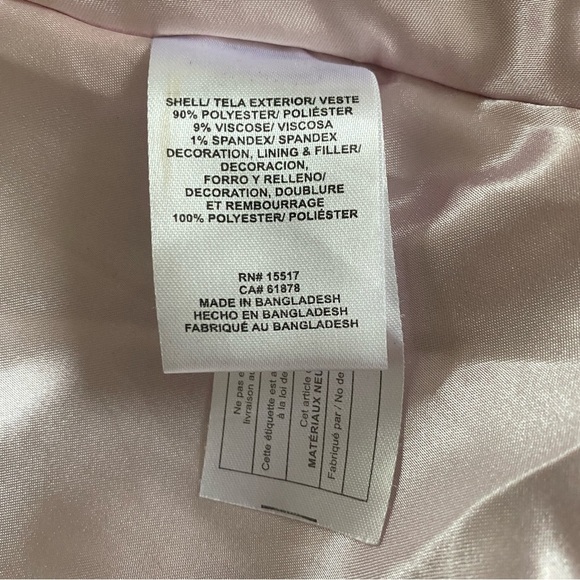 SHELL/ TELA EXTERIOR/ VESTE
90% POLYESTER/ POLIÉSTER
9% VISCOSE/ VISCOSA
1% SPANDEX/ SPANDEX
DECORATION, LINING & FILLER/
DECORACION,
FORRO Y RELLENO/
DECORATION, DOUBLURE
ET REMBOURRAGE
100% POLYESTER/ POLIÉSTER
RN# 15517
CA# 61878
MADE IN BANGLADESH
HECHO EN BANGLADESH
FABRIQUÉ AU BANGLADESH
Ne pas e
livraison au
Cette étiquette est a
à la loi de
Cet article
MATÉRIAUX NEU
Fabriqué par / No de